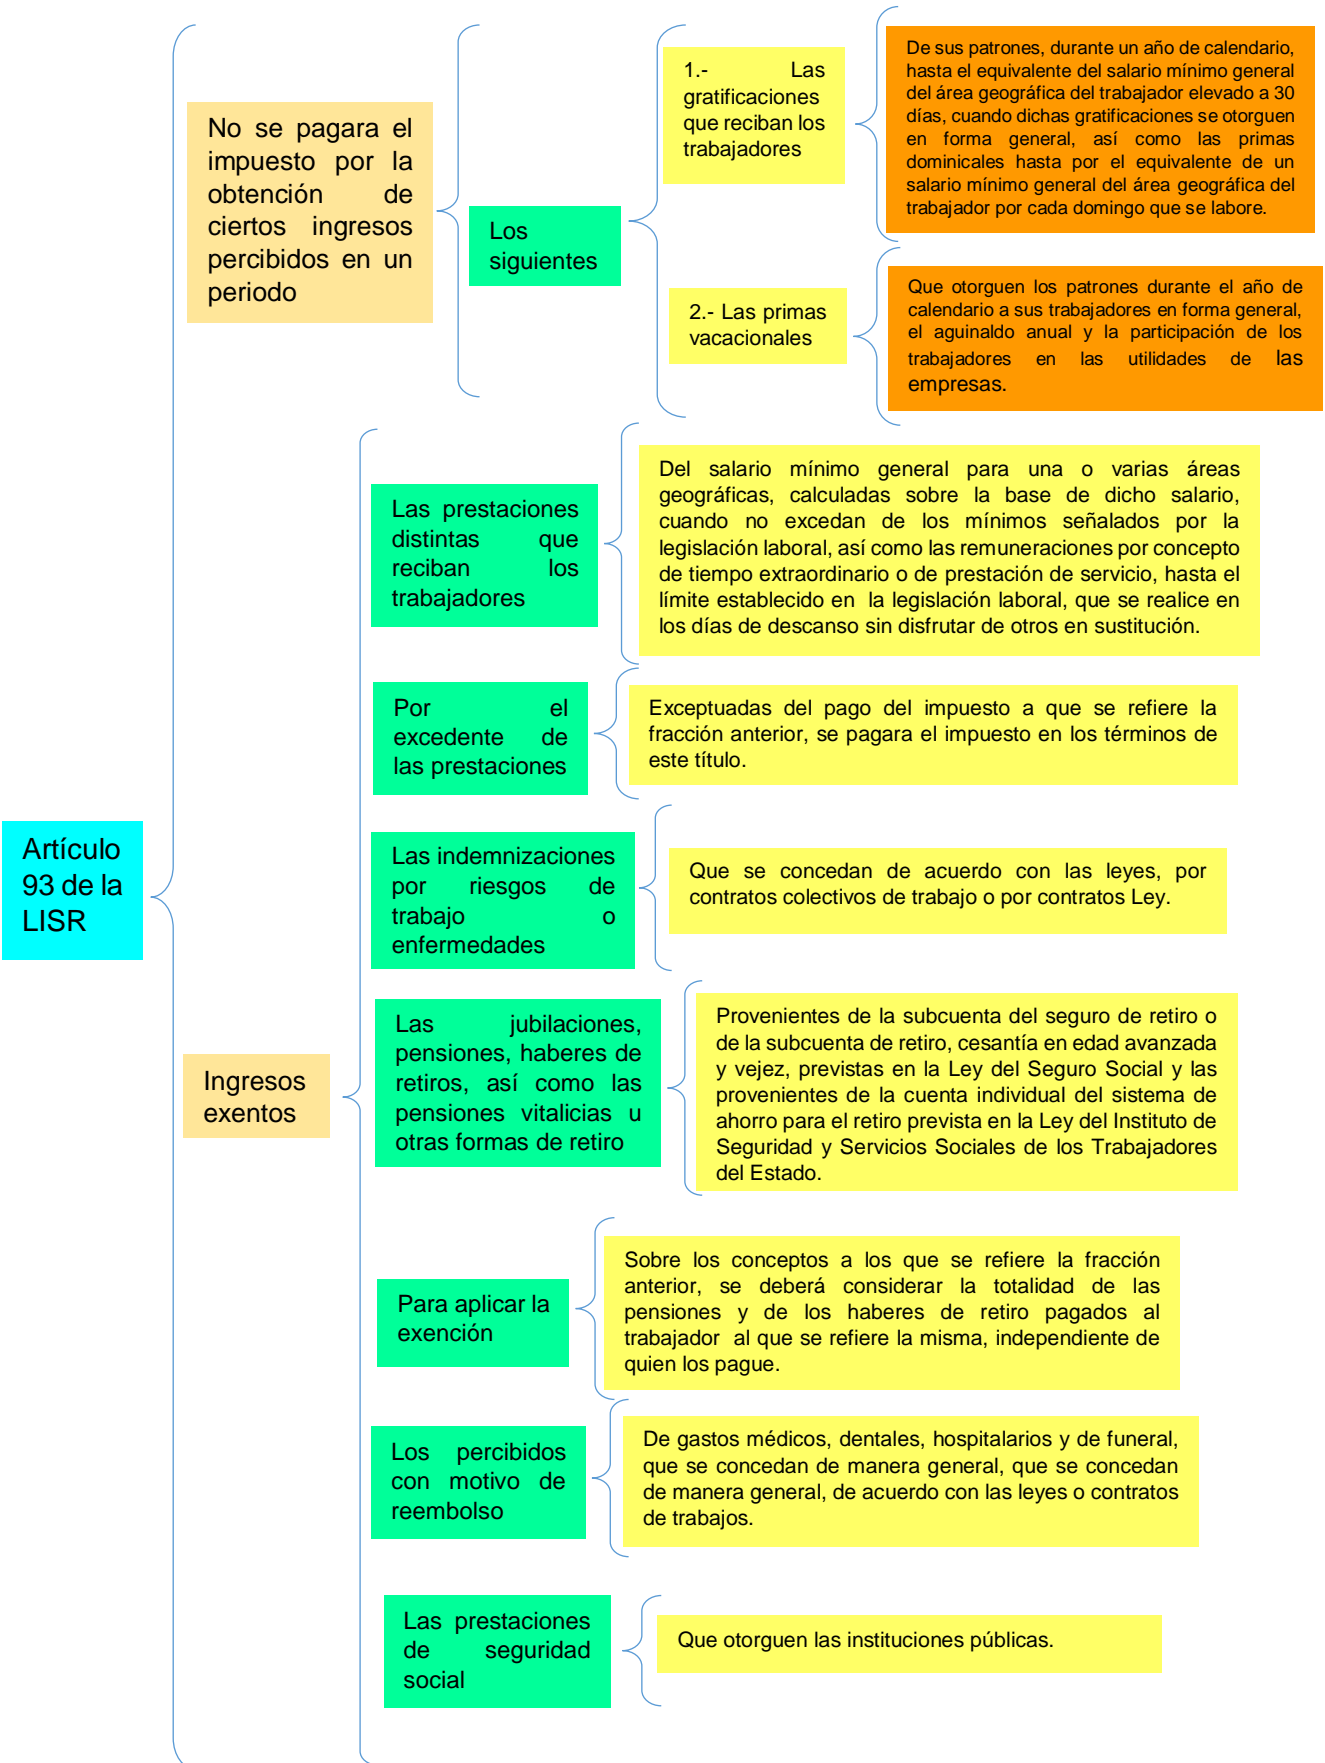 Artículo
93 de la
LISR
No se pagara el
impuesto por la
obtención de
ciertos ingresos
percibidos en un
periodo
Los
siguientes
1.- Las
gratificaciones
que reciban los
trabajadores
De sus patrones, durante un año de calendario,
hasta el equivalente del salario mínimo general
del área geográfica del trabajador elevado a 30
días, cuando dichas gratificaciones se otorguen
en forma general, así como las primas
dominicales hasta por el equivalente de un
salario mínimo general del área geográfica del
trabajador por cada domingo que se labore.
2.- Las primas
vacacionales
Que otorguen los patrones durante el año de
calendario a sus trabajadores en forma general,
el aguinaldo anual y la participación de los
trabajadores en las utilidades de las
empresas.
Ingresos
exentos
Las prestaciones
distintas que
reciban los
trabajadores
Del salario mínimo general para una o varias áreas
geográficas, calculadas sobre la base de dicho salario,
cuando no excedan de los mínimos señalados por la
legislación laboral, así como las remuneraciones por concepto
de tiempo extraordinario o de prestación de servicio, hasta el
límite establecido en la legislación laboral, que se realice en
los días de descanso sin disfrutar de otros en sustitución.
Por el
excedente de
las prestaciones
Exceptuadas del pago del impuesto a que se refiere la
fracción anterior, se pagara el impuesto en los términos de
este título.
Las indemnizaciones
por riesgos de
trabajo o
enfermedades
Que se concedan de acuerdo con las leyes, por
contratos colectivos de trabajo o por contratos Ley.
Las jubilaciones,
pensiones, haberes de
retiros, así como las
pensiones vitalicias u
otras formas de retiro
Provenientes de la subcuenta del seguro de retiro o
de la subcuenta de retiro, cesantía en edad avanzada
y vejez, previstas en la Ley del Seguro Social y las
provenientes de la cuenta individual del sistema de
ahorro para el retiro prevista en la Ley del Instituto de
Seguridad y Servicios Sociales de los Trabajadores
del Estado.
Para aplicar la
exención
Sobre los conceptos a los que se refiere la fracción
anterior, se deberá considerar la totalidad de las
pensiones y de los haberes de retiro pagados al
trabajador al que se refiere la misma, independiente de
quien los pague.
Los percibidos
con motivo de
reembolso
De gastos médicos, dentales, hospitalarios y de funeral,
que se concedan de manera general, que se concedan
de manera general, de acuerdo con las leyes o contratos
de trabajos.
Las prestaciones
de seguridad
social
Que otorguen las instituciones públicas.